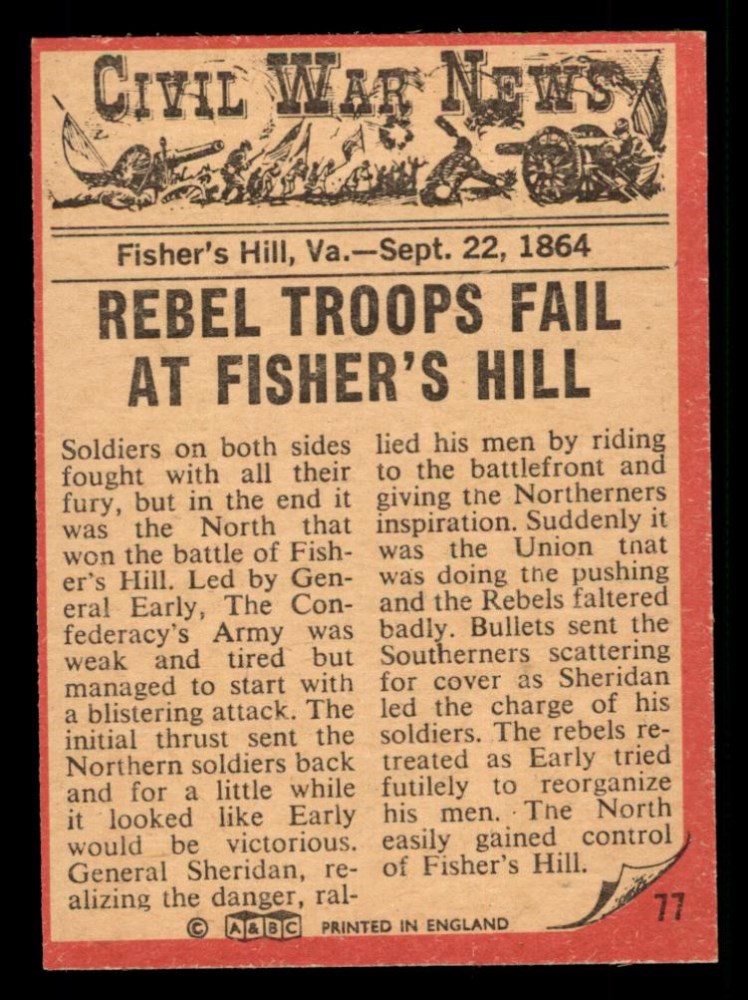 CIVIL WAR NEWS
Fisher's Hill, Va.—Sept. 22, 1864
REBEL TROOPS FAIL
AT FISHER'S HILL
Soldiers on both sides
fought with all their
fury, but in the end it
was the North that
won the battle of Fish-
er's Hill. Led by Gen-
eral Early, The Con-
federacy's Army was
weak and tired but
managed to start with
a blistering attack. The
initial thrust sent the
Northern soldiers back
and for a little while
it looked like Early
would be victorious.
General Sheridan, re-
alizing the danger, ral-
lied his men by riding
to the battlefront and
giving the Northerners
inspiration. Suddenly it
was the Union that
was doing the pushing
and the Rebels faltered
badly. Bullets sent the
Southerners scattering
for cover as Sheridan
led the charge of his
soldiers. The rebels re-
treated as Early tried
futilely to reorganize
his men. The North
easily gained control
of Fisher's Hill.
© A&BC PRINTED IN ENGLAND
77